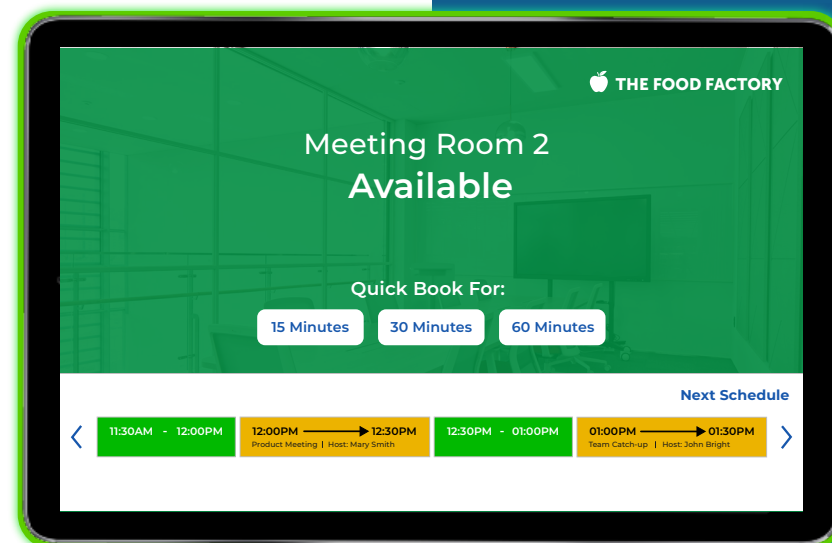 THE FOOD FACTORY
Meeting Room 2
Available
Quick Book For:
15 Minutes 30 Minutes 60 Minutes
Next Schedule
11:30AM - 12:00PM
12:00PM 12:30PM
Product Meeting | Host: Mary Smith
12:30PM - 01:00PM
01:00PM 01:30PM
Team Catch-up | Host: John Bright